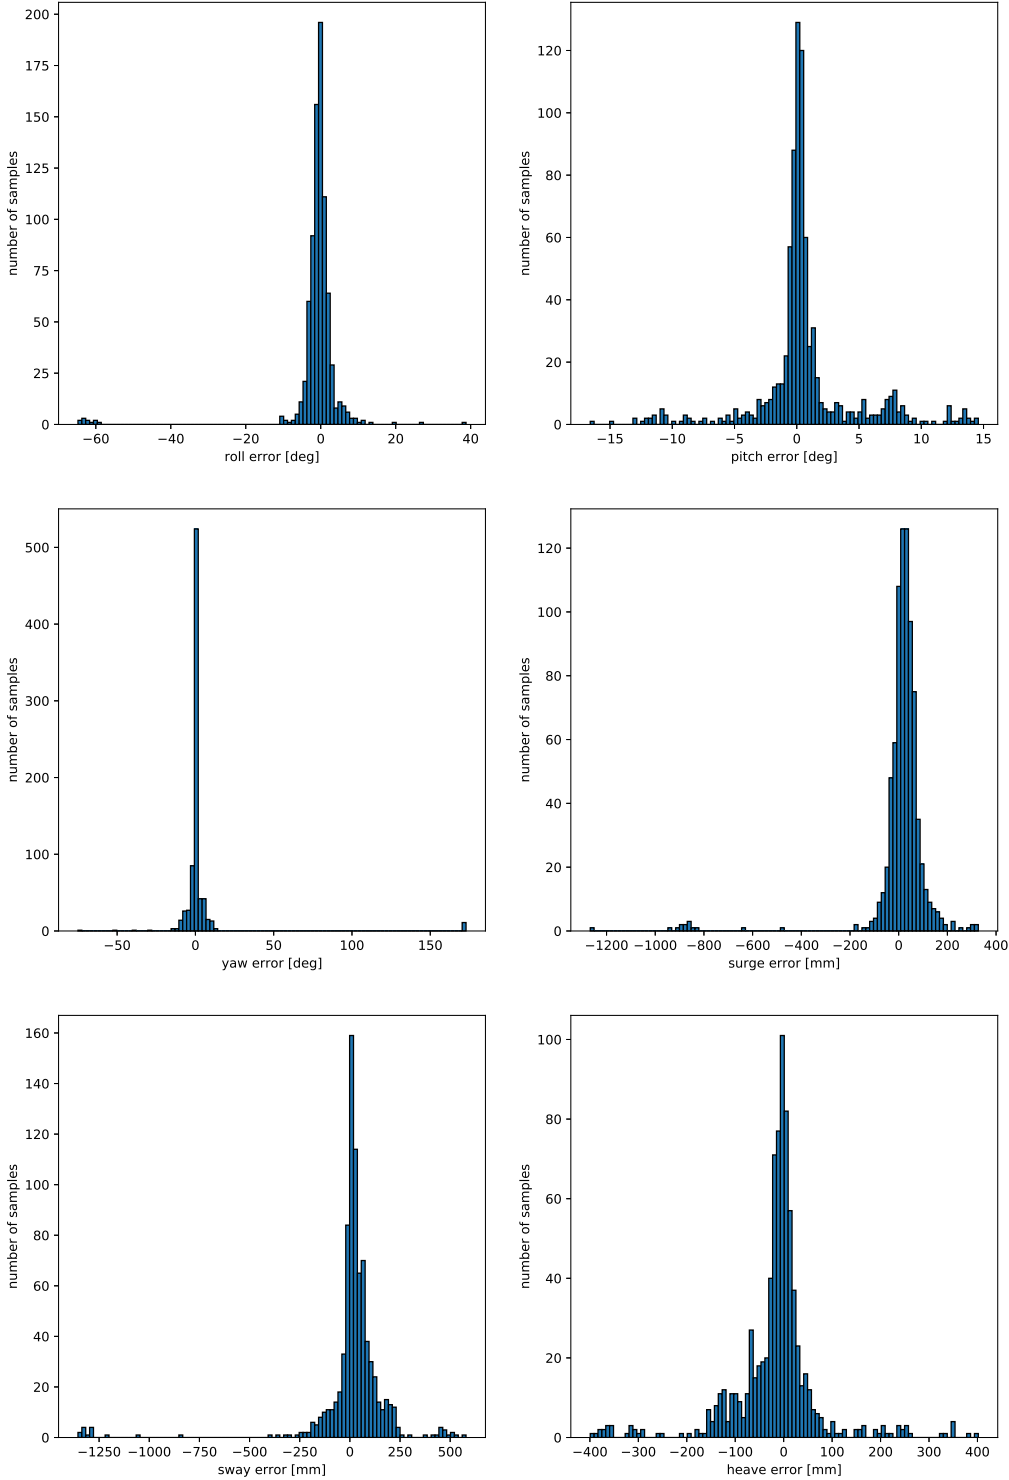 number of samples
200
175
150
125
100
75
50
25
0
−60 −40 −20 0 20 40
roll error [deg]
number of samples
120
100
80
60
40
20
0
−15 −10 −5 0 5 10 15
pitch error [deg]
number of samples
500
400
300
200
100
0
−50 0 50 100 150
yaw error [deg]
number of samples
120
100
80
60
40
20
0
−1200 −1000 −800 −600 −400 −200 0 200 400
surge error [mm]
number of samples
160
140
120
100
80
60
40
20
0
−1250 −1000 −750 −500 −250 0 250 500
sway error [mm]
number of samples
100
80
60
40
20
0
−400 −300 −200 −100 0 100 200 300 400
heave error [mm]